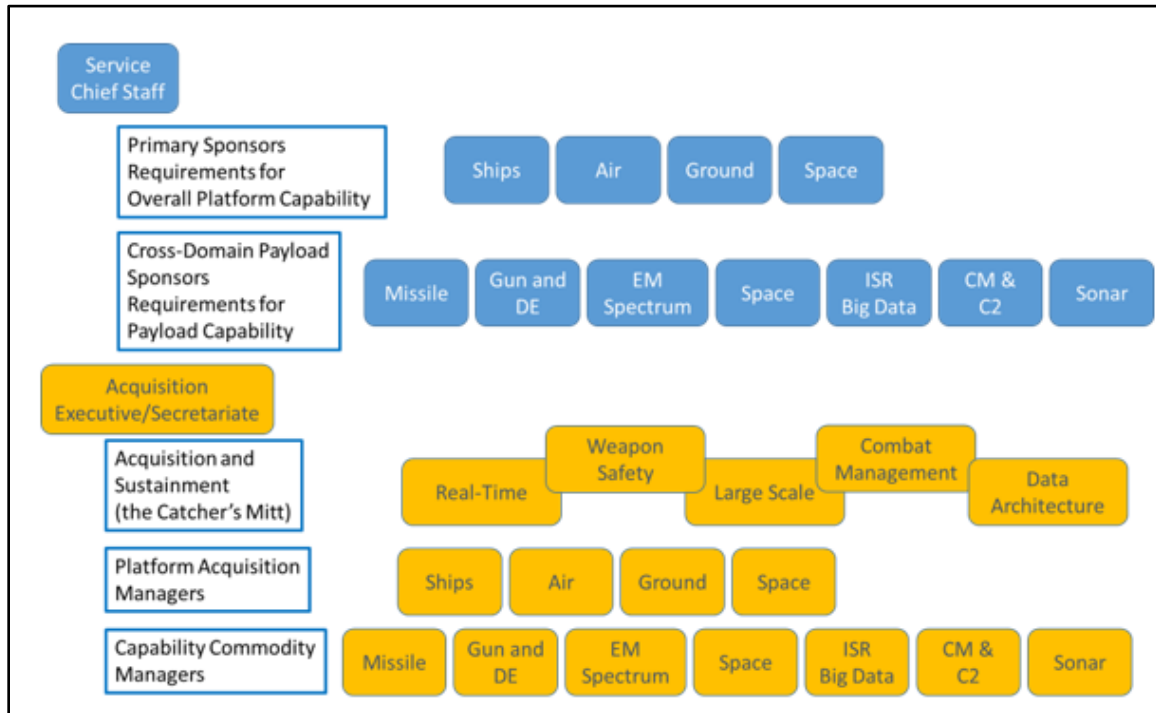 Service
Chief Staff
Primary Sponsors
Requirements for
Overall Platform Capability
Ships
Air
Ground
Space
Cross-Domain Payload
Sponsors
Requirements for
Payload Capability
Missile
Gun and
DE
EM
Spectrum
Space
ISR
Big Data
CM &
C2
Sonar
Acquisition
Executive/Secretariate
Acquisition and
Sustainment
(the Catcher's Mitt)
Real-Time
Weapon
Safety
Large Scale
Combat
Management
Data
Architecture
Platform Acquisition
Managers
Ships
Air
Ground
Space
Capability Commodity
Managers
Missile
Gun and
DE
EM
Spectrum
Space
ISR
Big Data
CM &
C2
Sonar